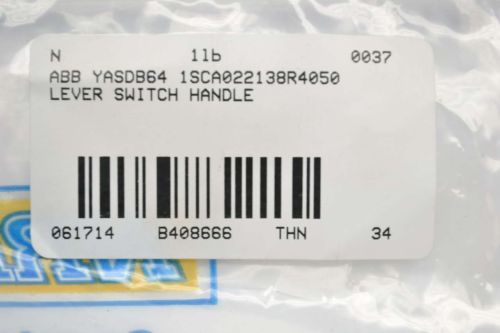 N 1lb 0037
ABB YASDB64 1SCA022138R4050
LEVER SWITCH HANDLE
061714 B408666 THN 34